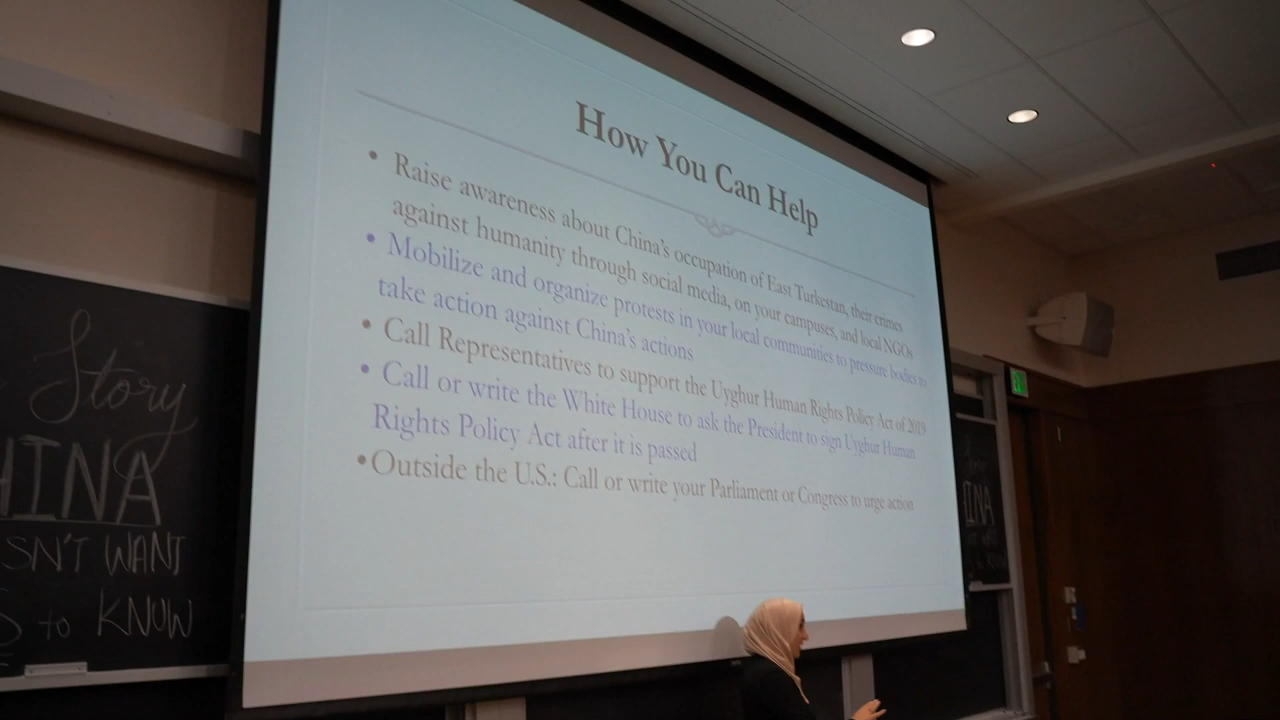 How You Can Help
• Raise awareness about China's occupation of East Turkestan, their crimes
against humanity through social media, on your campuses, and local NGOs
• Mobilize and organize protests in your local communities to pressure bodies to
take action against China's actions
• Call Representatives to support the Uyghur Human Rights Policy Act of 2019
• Call or write the White House to ask the President to sign Uyghur Human
Rights Policy Act after it is passed
•Outside the U.S.: Call or write your Parliament or Congress to urge action
Story
HINA
SN'T WANT
S to KNOW
INA